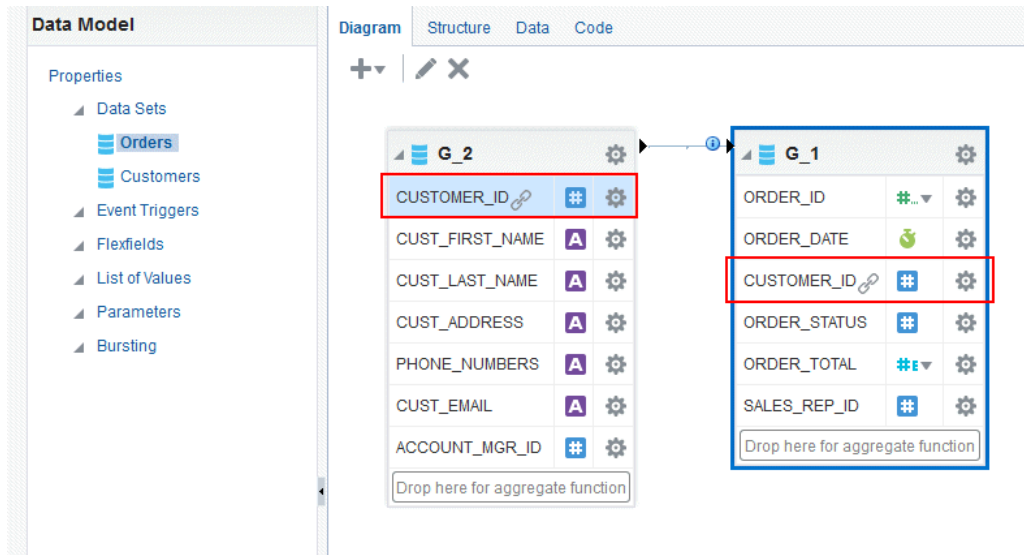 Data Model
Properties
Data Sets
Orders
Customers
Event Triggers
Flexfields
List of Values
Parameters
Bursting
Diagram Structure Data Code
G_2
CUSTOMER_ID #
CUST_FIRST_NAME A
CUST_LAST_NAME A
CUST_ADDRESS A
PHONE_NUMBERS A
CUST_EMAIL A
ACCOUNT_MGR_ID #
Drop here for aggregate function
G_1
ORDER_ID #...
ORDER_DATE
CUSTOMER_ID #
ORDER_STATUS #
ORDER_TOTAL #E
SALES_REP_ID #
Drop here for aggregate function